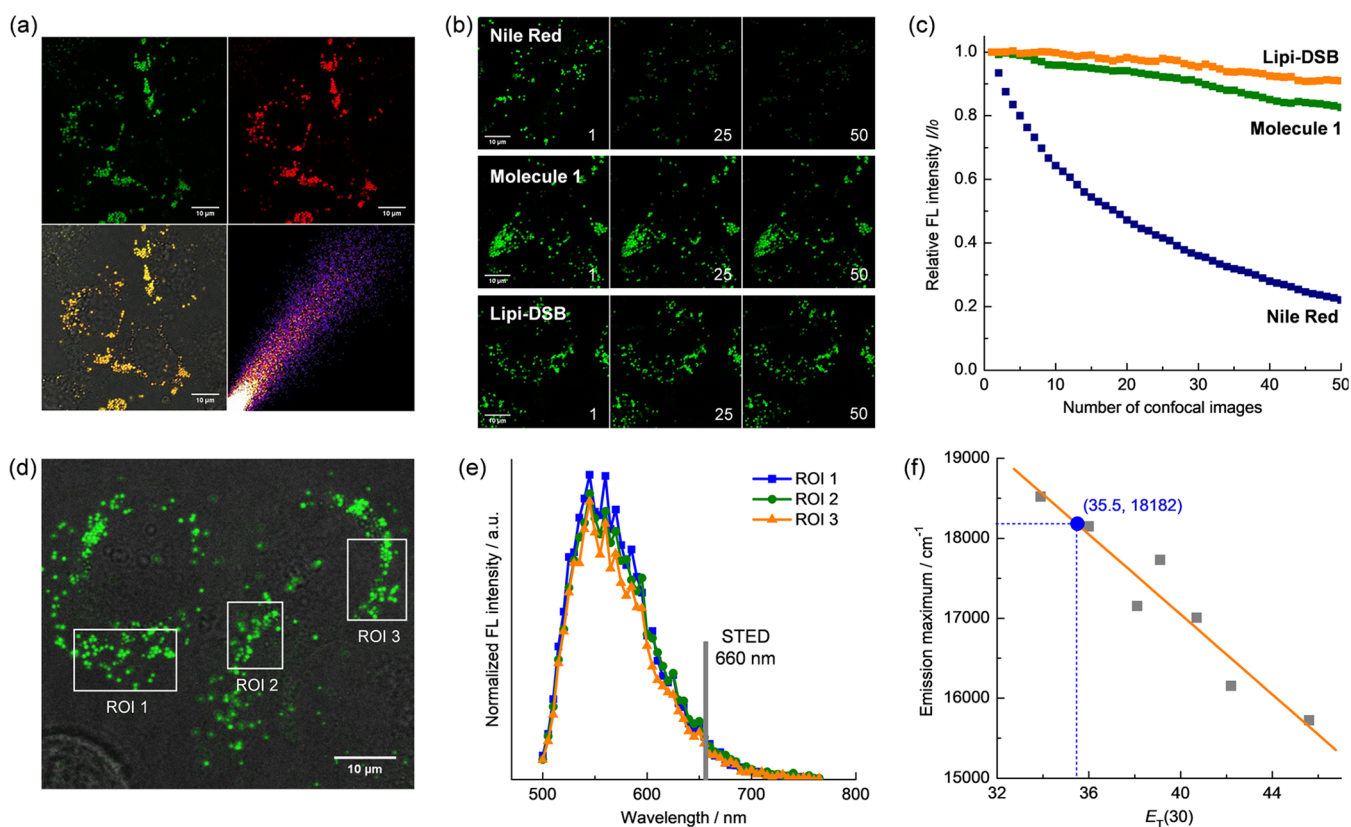 (a)
10 µm
10 µm
10 µm
(b)
Nile Red
10 µm
1
25
50
Molecule 1
10 µm
1
25
50
Lipi-DSB
10 µm
1
25
50
(c)
Relative FL intensity I/I₀
1.0
0.8
0.6
0.4
0.2
0.0
Lipi-DSB
Molecule 1
Nile Red
0
10
20
30
40
50
Number of confocal images
(d)
ROI 1
ROI 2
ROI 3
10 µm
(e)
Normalized FL intensity / a.u.
ROI 1
ROI 2
ROI 3
STED
660 nm
500
600
700
800
Wavelength / nm
(f)
Emission maximum / cm⁻¹
19000
18000
17000
16000
15000
(35.5, 18182)
32
36
40
44
E_T(30)